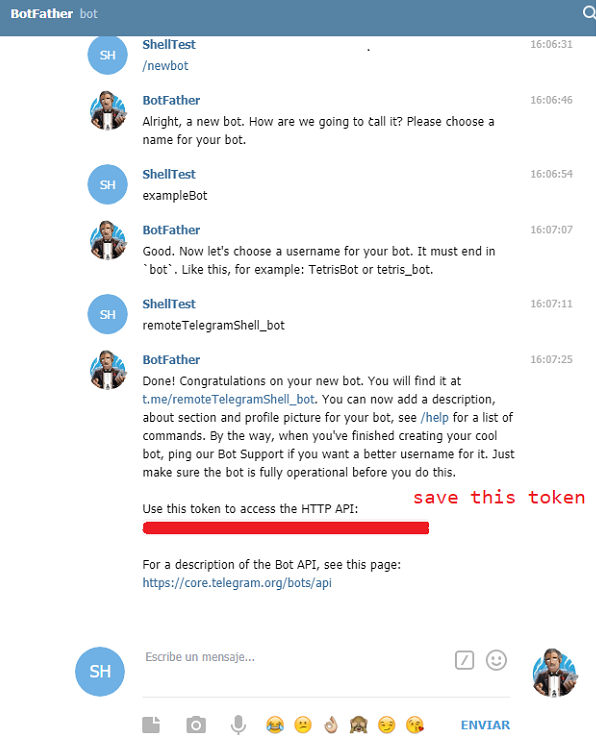 BotFather bot
ShellTest 16:06:31
SH
/newbot
BotFather 16:06:46
Alright, a new bot. How are we going to call it? Please choose a
name for your bot.
ShellTest 16:06:54
SH
exampleBot
BotFather 16:07:07
Good. Now let's choose a username for your bot. It must end in
`bot`. Like this, for example: TetrisBot or tetris_bot.
ShellTest 16:07:11
SH
remoteTelegramShell_bot
BotFather 16:07:25
Done! Congratulations on your new bot. You will find it at
t.me/remoteTelegramShell_bot. You can now add a description,
about section and profile picture for your bot, see /help for a list of
commands. By the way, when you've finished creating your cool
bot, ping our Bot Support if you want a better username for it. Just
make sure the bot is fully operational before you do this.
save this token
Use this token to access the HTTP API:
For a description of the Bot API, see this page:
https://core.telegram.org/bots/api
SH
Escribe un mensaje...
ENVIAR